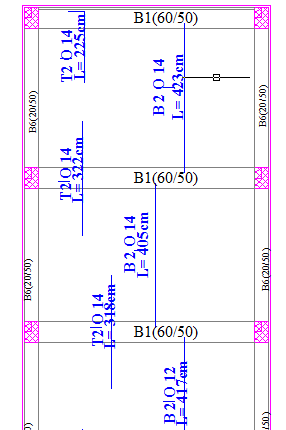 B1(60/50)
T2 O 14
L= 225cm
B 2 O 14
L= 423cm
B6(20/50)
B6(20/50)
T2 O 14
L= 322cm
B1(60/50)
B 2 O 14
L= 405cm
B6(20/50)
B6(20/50)
T2 O 14
L= 318cm
B1(60/50)
B 2 O 12
L= 417cm
/50)